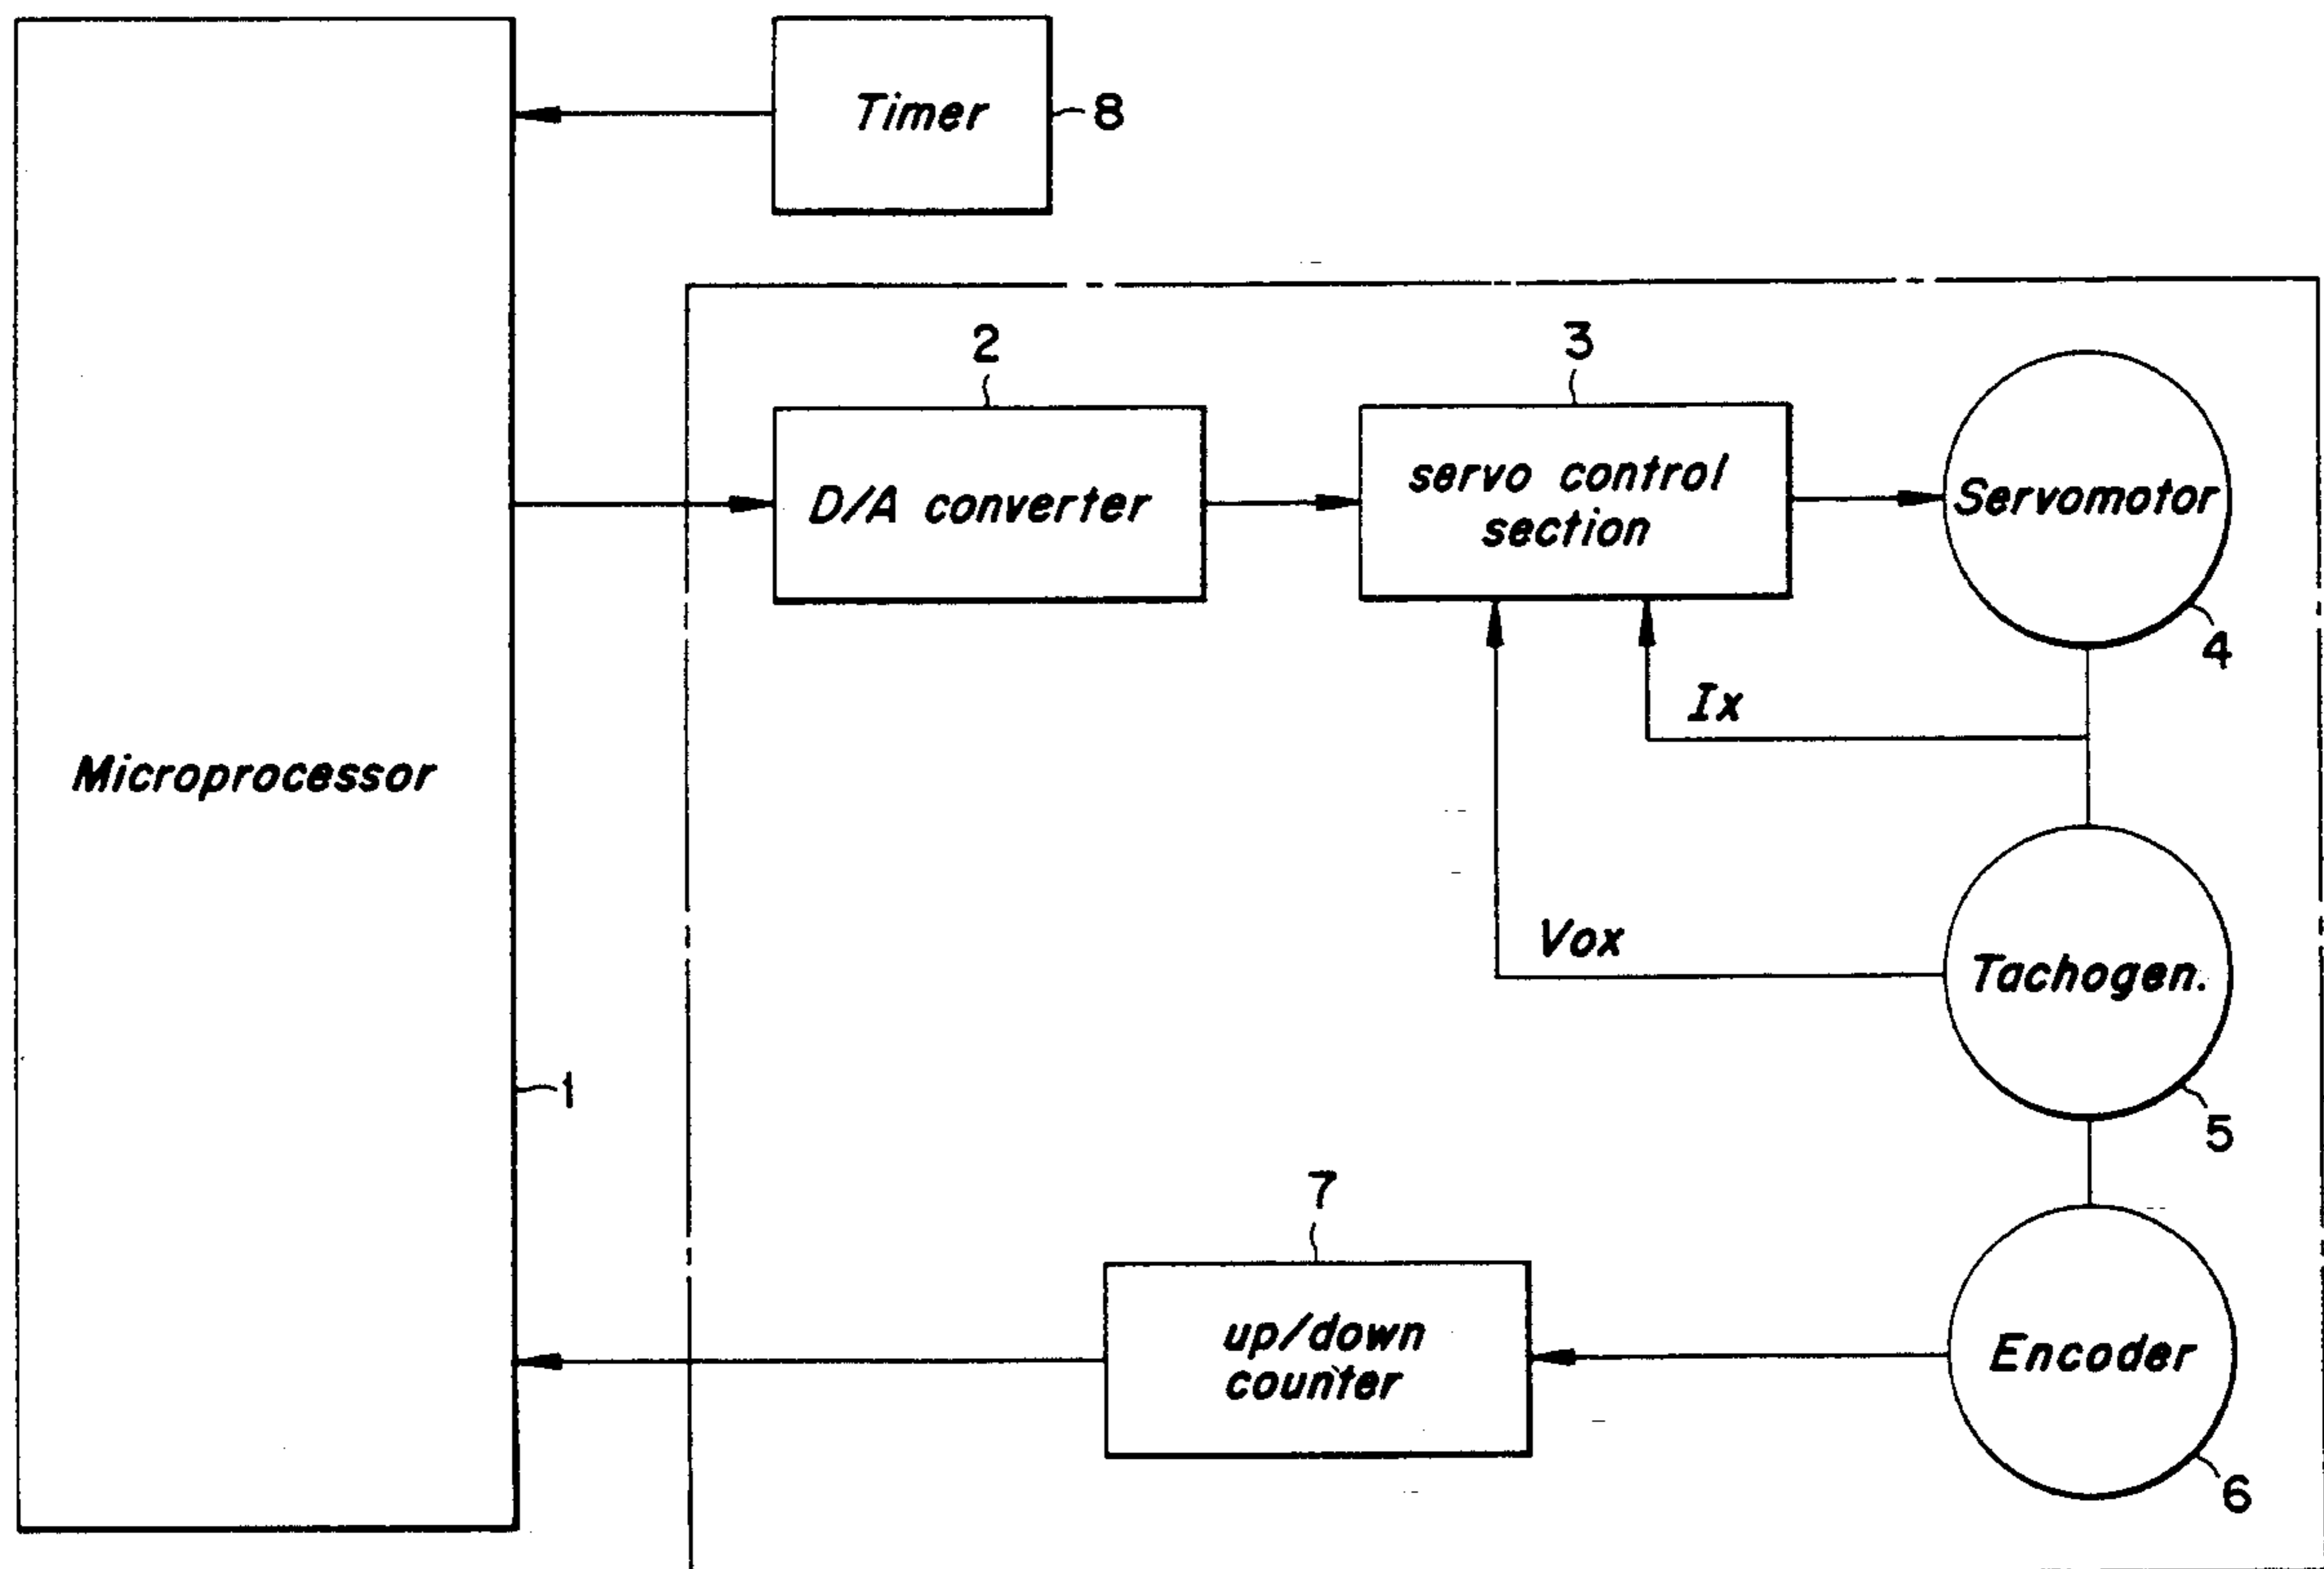 Timer
8
2
3
D/A converter
servo control
section
Servomotor
4
Ix
Microprocessor
Vox
Tachogen.
1
5
7
up/down
counter
Encoder
6